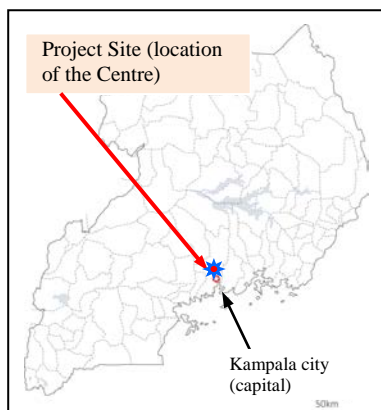 Project Site (location
of the Centre)
Kampala city
(capital)
50km